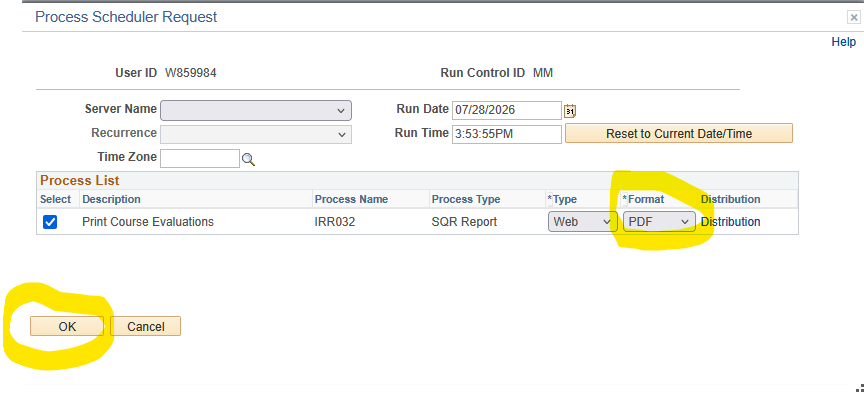 Process Scheduler Request
Help
User ID W859984 Run Control ID MM
Server Name Run Date 07/28/2026 31
Recurrence Run Time 3:53:55PM Reset to Current Date/Time
Time Zone
Process List
Select Description Process Name Process Type *Type *Format Distribution
Print Course Evaluations IRR032 SQR Report Web PDF Distribution
OK Cancel